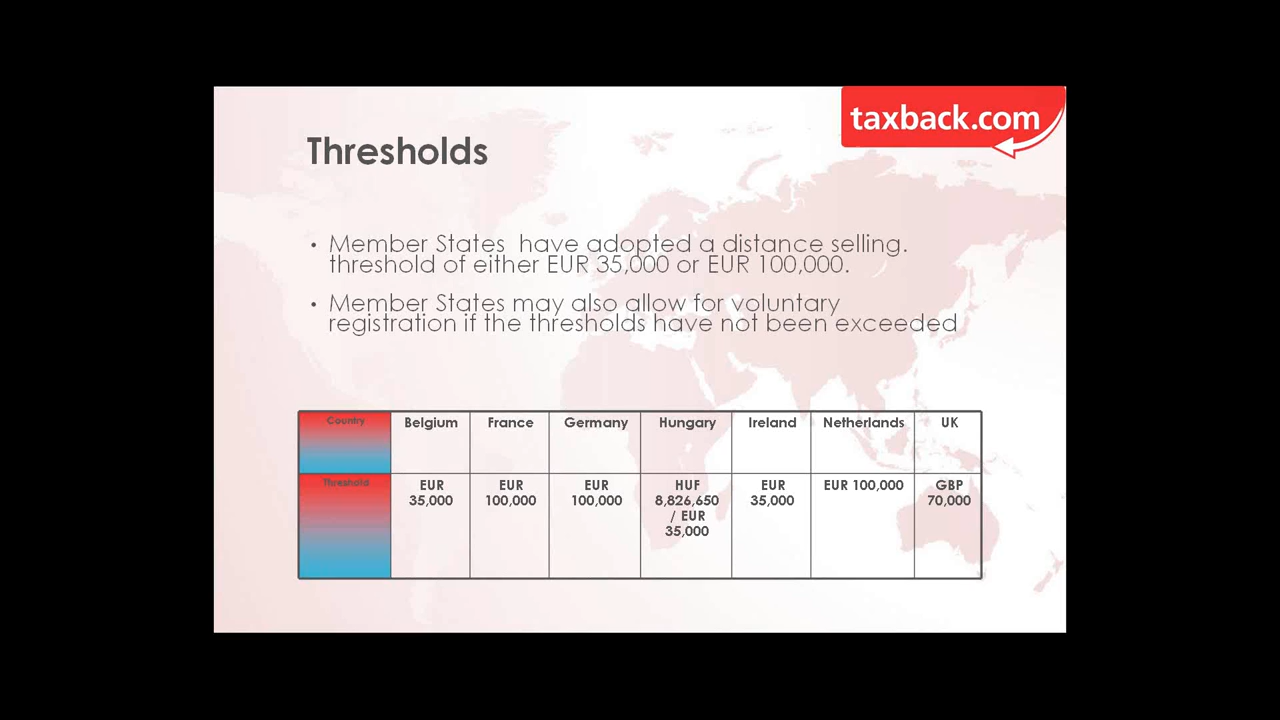 taxback.com
Thresholds
• Member States have adopted a distance selling.
threshold of either EUR 35,000 or EUR 100,000.
• Member States may also allow for voluntary
registration if the thresholds have not been exceeded
Country Belgium France Germany Hungary Ireland Netherlands UK
Threshold EUR EUR EUR HUF EUR EUR 100,000 GBP
35,000 100,000 100,000 8,826,650 35,000 70,000
/ EUR
35,000